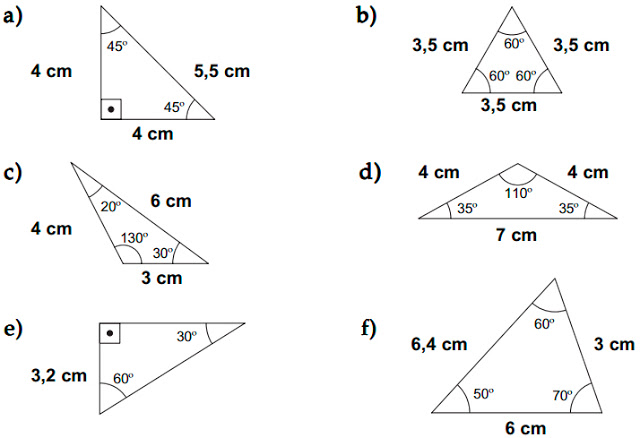 a)
45º
4 cm
5,5 cm
45º
4 cm
b)
3,5 cm
3,5 cm
60º
60º 60º
3,5 cm
c)
20º
6 cm
4 cm
130º
30º
3 cm
d)
4 cm
4 cm
110º
35º
35º
7 cm
e)
30º
3,2 cm
60º
f)
60º
6,4 cm
3 cm
50º
70º
6 cm